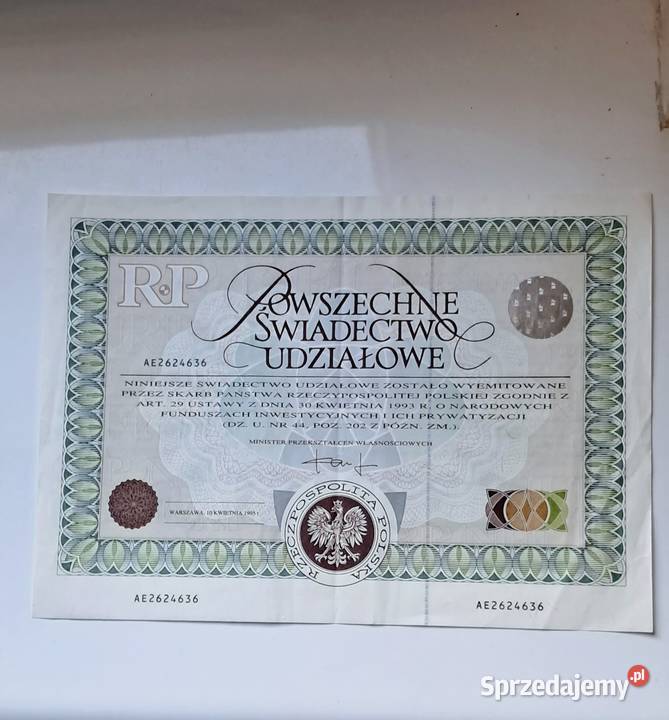 RP
POWSZECHNE
ŚWIADECTWO
UDZIAŁOWE
AE2624636
NINIEJSZE ŚWIADECTWO UDZIAŁOWE ZOSTAŁO WYEMITOWANE
PRZEZ SKARB PAŃSTWA RZECZYPOSPOLITEJ POLSKIEJ ZGODNIE Z
ART. 29 USTAWY Z DNIA 30 KWIETNIA 1993 R. O NARODOWYCH
FUNDUSZACH INWESTYCYJNYCH I ICH PRYWATYZACJI
(DZ. U. NR 44, POZ. 202 Z PÓŹN. ZM.).
MINISTER PRZEKSZTAŁCEŃ WŁASNOŚCIOWYCH
WARSZAWA, 10 KWIETNIA 1995 r.
RZECZPOSPOLITA POLSKA
AE2624636
AE2624636
Sprzedajemy.pl